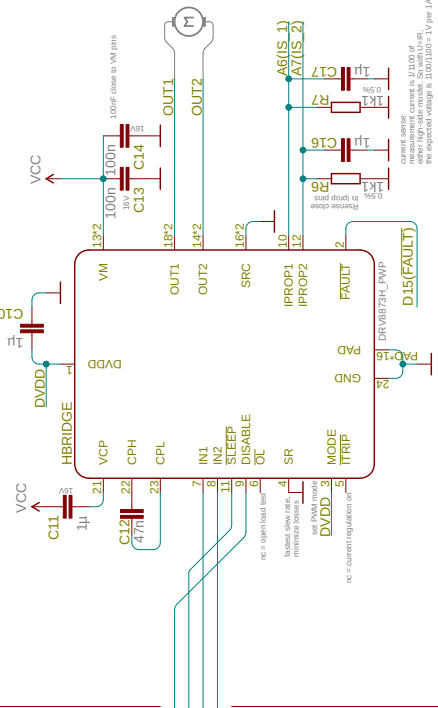 M
100nF close to VM pins
OUT1
OUT2
A6(IS_1)
A7(IS_2)
C17
1µ
R7
1k1
0.5%
C16
1µ
R6
1k1
0.5%
Rsense close
to Iprop pins
current sense:
measurement current is 1/1100 of
either high-side mosfet. So with U=IR,
the expected voltage is 1100/1100 = 1V per 1A
VCC
100n
16V
C14
100n
16V
C13
13*2
18*2
14*2
16*2
10
12
2
VM
OUT1
OUT2
SRC
IPROP1
IPROP2
FAULT
D15(FAULT)
DRV8873H_PWP
C10
1µ
DVDD
1
DVDD
PAD
PAD*16
GND
24
HBRIDGE
VCP
CPH
CPL
IN1
IN2
SLEEP
DISABLE
OL
SR
MODE
ITRIP
21
22
23
7
8
11
9
6
4
3
5
VCC
C11
16V
1µ
C12
47n
nc = open load test
fastest slew rate,
minimize losses
set PWM mode
DVDD
nc = current regulation on